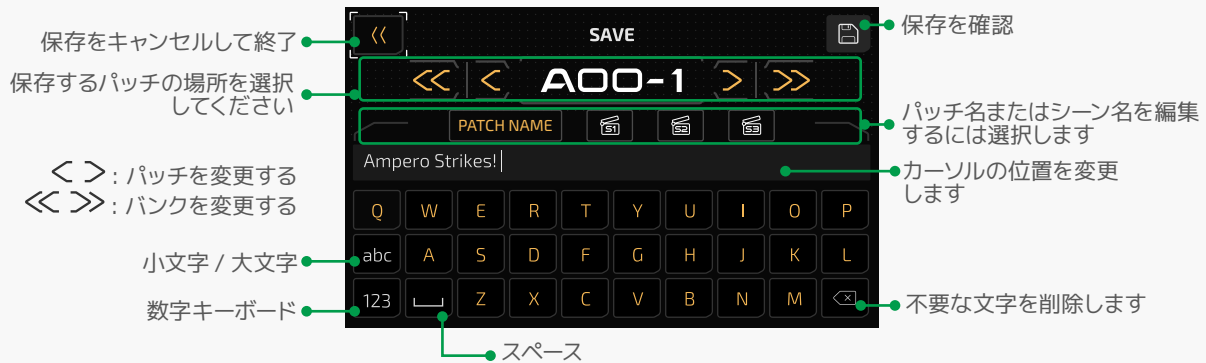 保存をキャンセルして終了
<<
SAVE
保存を確認
保存するパッチの場所を選択
してください
<< < A00-1 > >>
PATCH NAME S1 S2 S3
パッチ名またはシーン名を編集
するには選択します
Ampero Strikes!
カーソルの位置を変更
します
< > : パッチを変更する
<< >> : バンクを変更する
Q W E R T Y U I O P
小文字 / 大文字
abc A S D F G H J K L
数字キーボード
123 Z X C V B N M
不要な文字を削除します
スペース